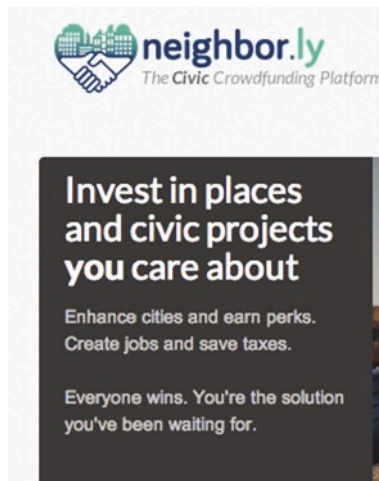 neighbor.ly
The Civic Crowdfunding Platform
Invest in places
and civic projects
you care about
Enhance cities and earn perks.
Create jobs and save taxes.
Everyone wins. You're the solution
you've been waiting for.